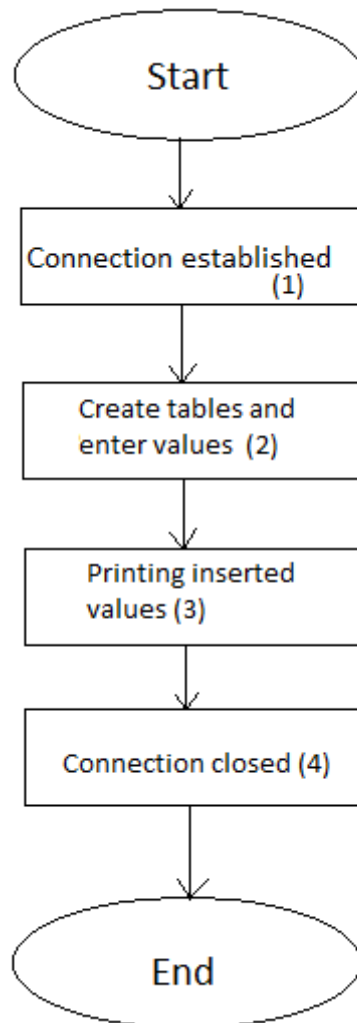 Start
Connection established
(1)
Create tables and
enter values (2)
Printing inserted
values (3)
Connection closed (4)
End